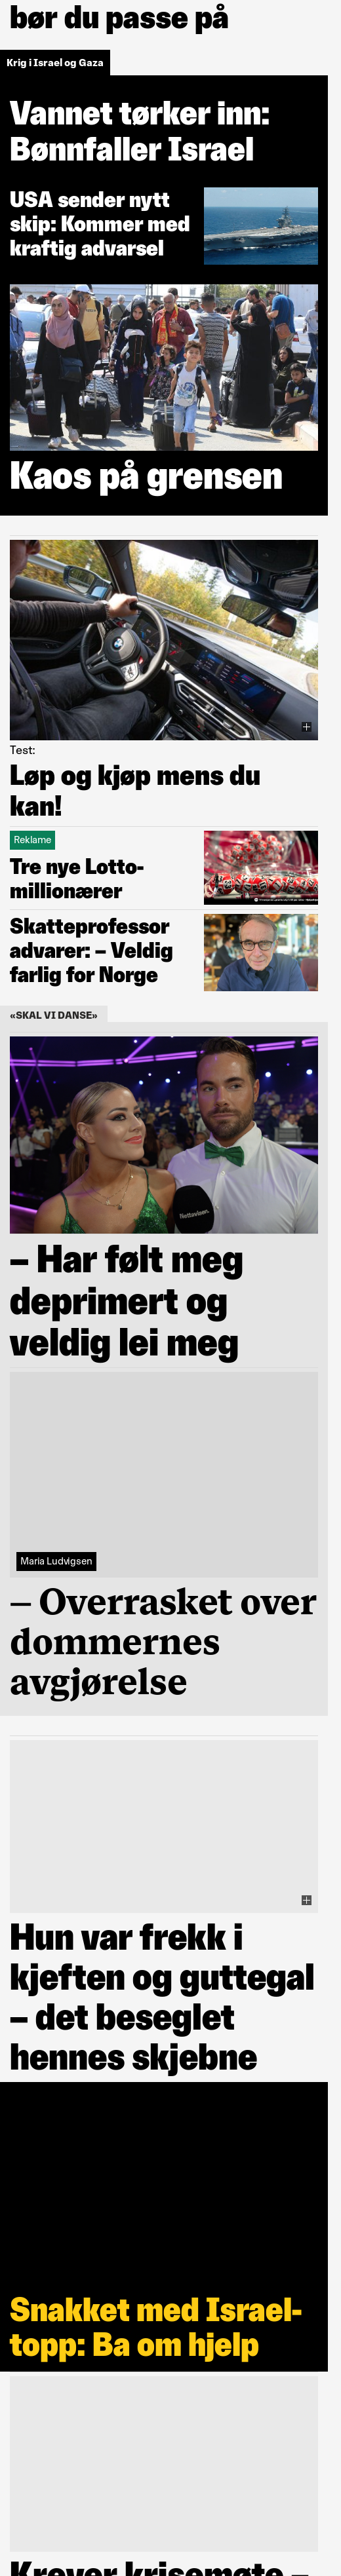 bør du passe på
Krig i Israel og Gaza
Vannet tørker inn:
Bønnfaller Israel
USA sender nytt
skip: Kommer med
kraftig advarsel
Kaos på grensen
Test:
Løp og kjøp mens du
kan!
Reklame
Tre nye Lotto-
millionærer
Skatteprofessor
advarer: – Veldig
farlig for Norge
«SKAL VI DANSE»
Nettavisen
– Har følt meg
deprimert og
veldig lei meg
Maria Ludvigsen
– Overrasket over
dommernes
avgjørelse
Hun var frekk i
kjeften og guttegal
– det beseglet
hennes skjebne
Snakket med Israel-
topp: Ba om hjelp
Krever krisemøte –